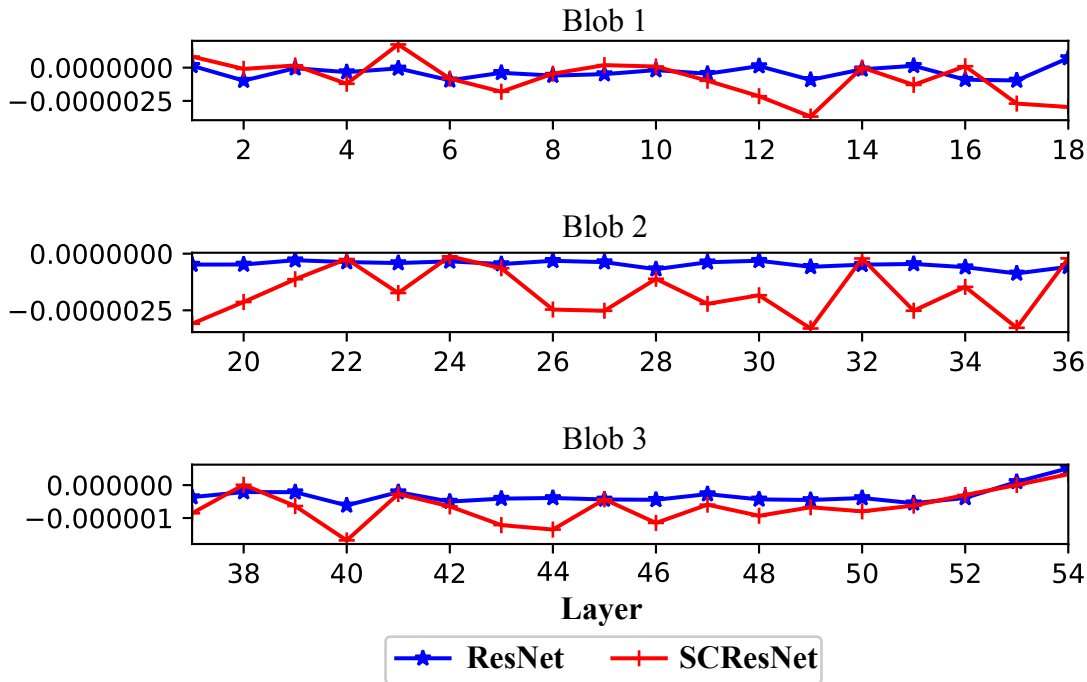 Blob 1
0.0000000
−0.0000025
2 4 6 8 10 12 14 16 18
Blob 2
0.0000000
−0.0000025
20 22 24 26 28 30 32 34 36
Blob 3
0.000000
−0.000001
38 40 42 44 46 48 50 52 54
Layer
ResNet SCResNet